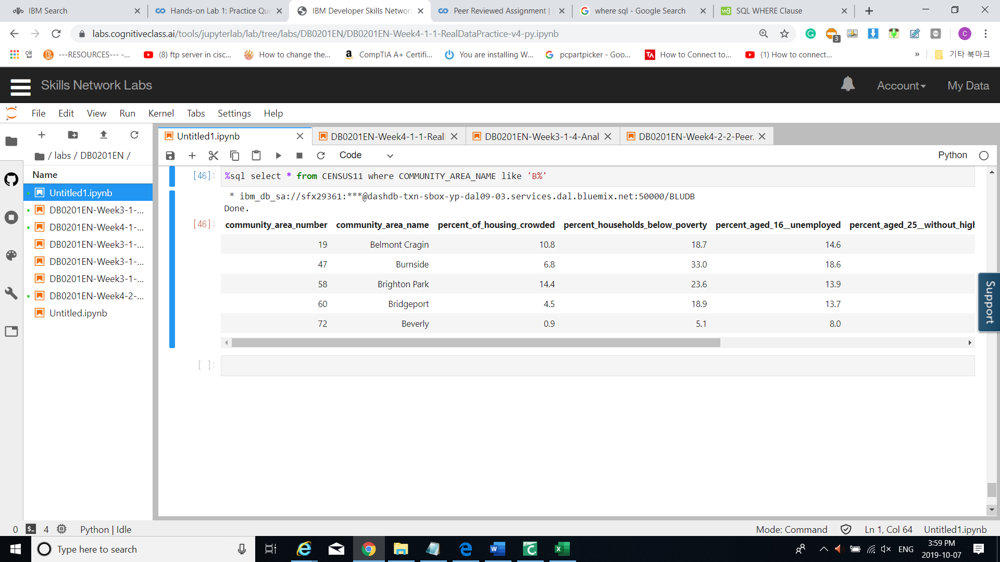 IBM Search
Hands-on Lab 1: Practice Que
IBM Developer Skills Network
Peer Reviewed Assignment |
where sql - Google Search
SQL WHERE Clause
labs.cognitiveclass.ai/tools/jupyterlab/lab/tree/labs/DB0201EN/DB0201EN-Week4-1-1-RealDataPractice-v4-py.ipynb
3
C
앱
---RESOURCES--- -...
(8) ftp server in cisc...
How to change the...
CompTIA A+ Certifi...
You are installing W...
pcpartpicker - Goo...
How to Connect to...
(1) How to connect...
»
기타 북마크
Skills Network Labs
Account
My Data
File Edit View Run Kernel Tabs Settings Help
/ labs / DB0201EN /
Name
Untitled1.ipynb
DB0201EN-Week3-1-...
DB0201EN-Week4-1-...
DB0201EN-Week3-1-...
DB0201EN-Week3-1-...
DB0201EN-Week3-1-...
DB0201EN-Week4-2-...
Untitled.ipynb
Untitled1.ipynb
DB0201EN-Week4-1-1-Real
DB0201EN-Week3-1-4-Anal
DB0201EN-Week4-2-2-Peer.
Code
Python
[46]: %sql select * from CENSUS11 where COMMUNITY_AREA_NAME like 'B%'
* ibm_db_sa://sfx29361:***@dashdb-txn-sbox-yp-dal09-03.services.dal.bluemix.net:50000/BLUDB
Done.
[46]: community_area_number community_area_name percent_of_housing_crowded percent_households_below_poverty percent_aged_16__unemployed percent_aged_25__without_high
19 Belmont Cragin 10.8 18.7 14.6
47 Burnside 6.8 33.0 18.6
58 Brighton Park 14.4 23.6 13.9
60 Bridgeport 4.5 18.9 13.7
72 Beverly 0.9 5.1 8.0
[ ]:
Support
0 $_ 4 Python | Idle
Mode: Command Ln 1, Col 64 Untitled1.ipynb
Type here to search
ENG
3:59 PM
2019-10-07